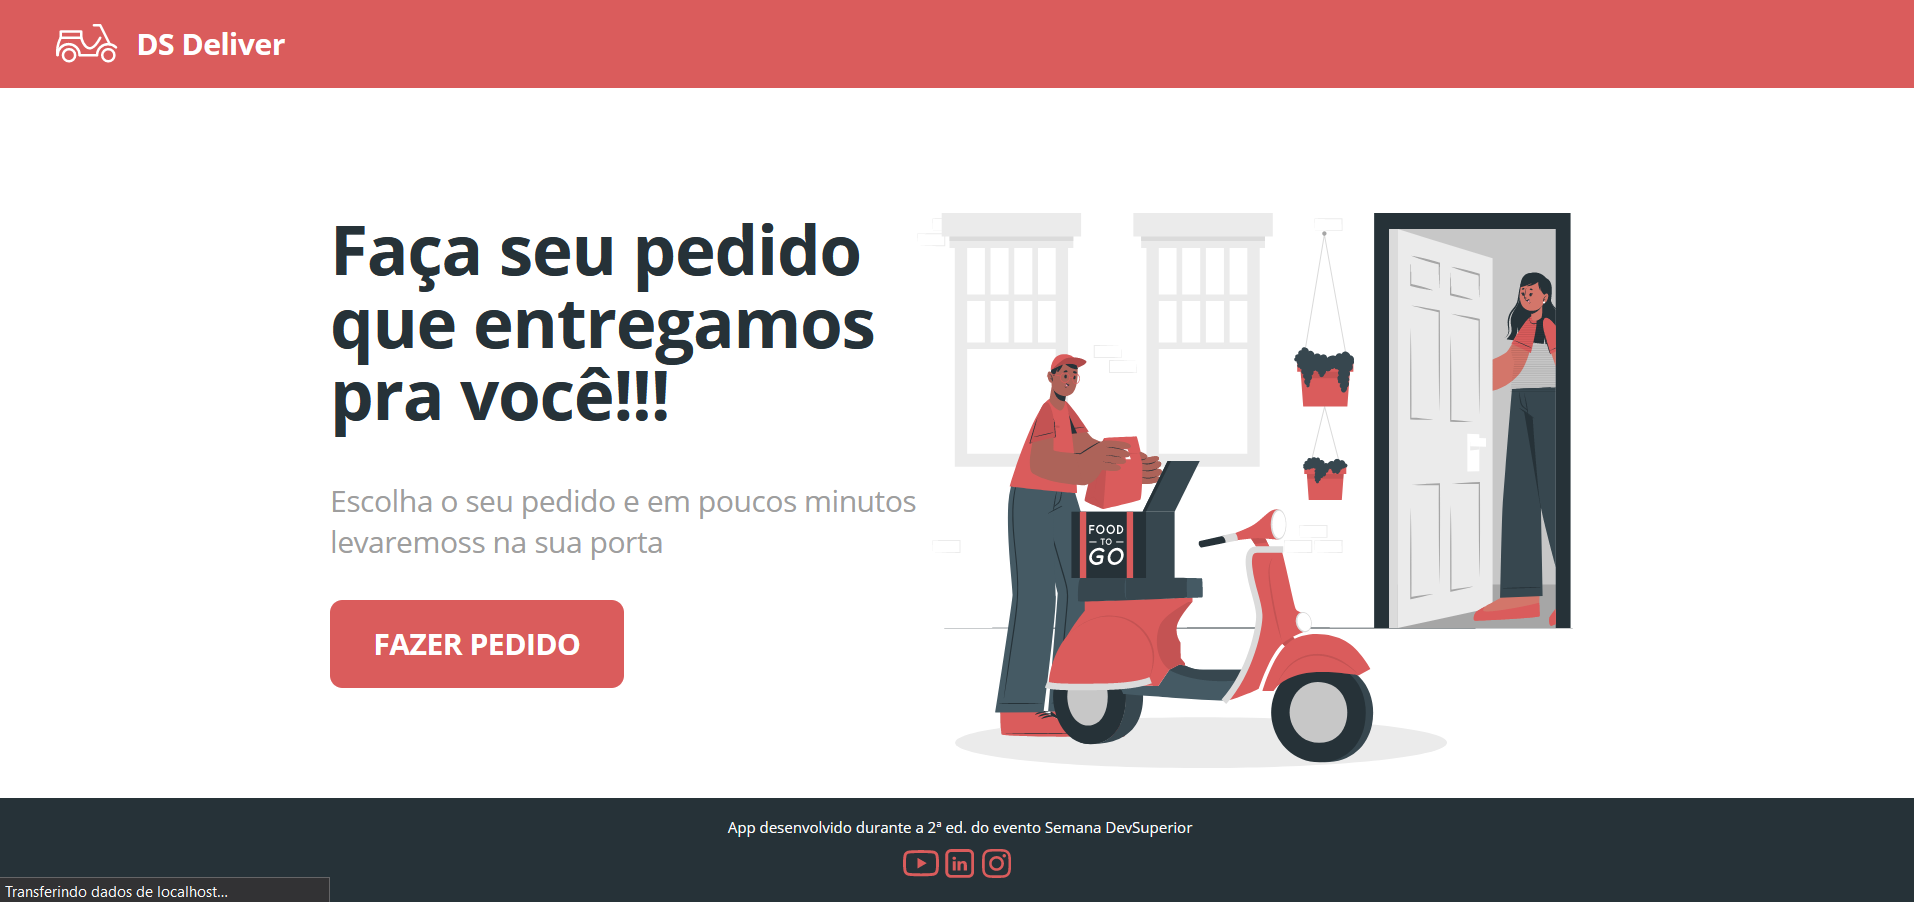 DS Deliver
Faça seu pedido
que entregamos
pra você!!!
Escolha o seu pedido e em poucos minutos
levaremoss na sua porta
FAZER PEDIDO
FOOD
TO
GO
App desenvolvido durante a 2ª ed. do evento Semana DevSuperior
in
Transferindo dados de localhost...